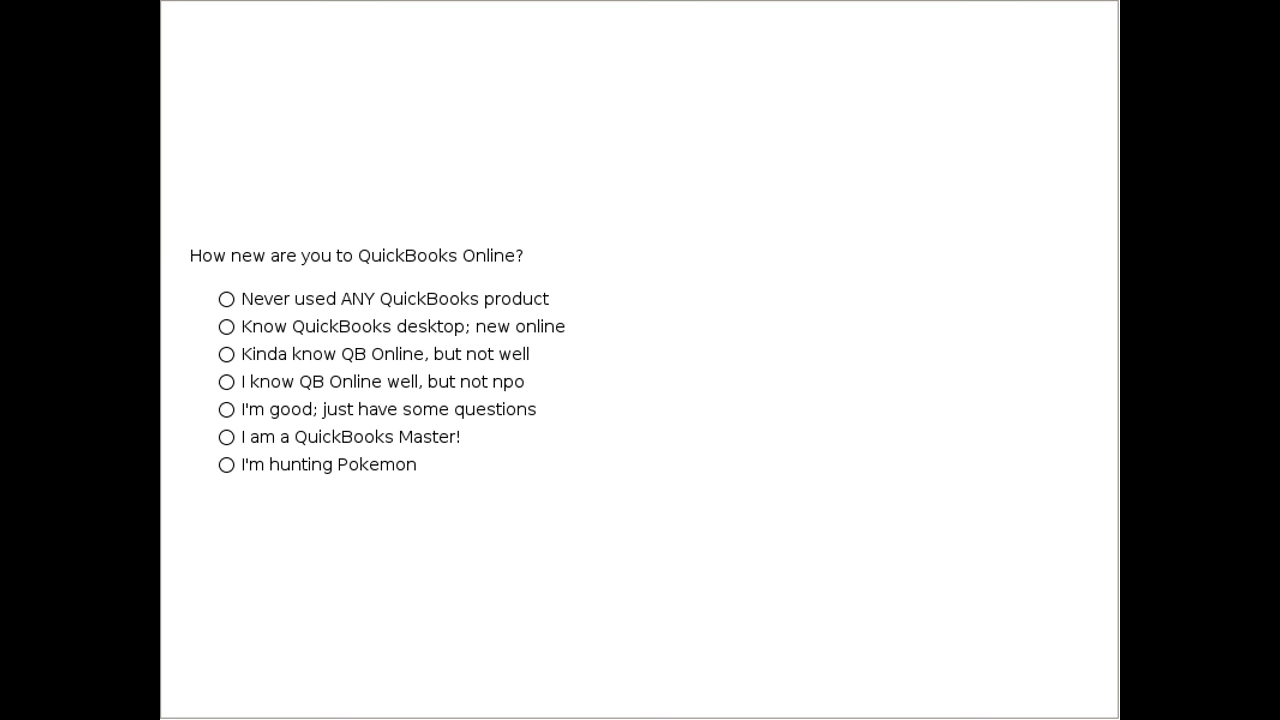 How new are you to QuickBooks Online?
Never used ANY QuickBooks product
Know QuickBooks desktop; new online
Kinda know QB Online, but not well
I know QB Online well, but not npo
I'm good; just have some questions
I am a QuickBooks Master!
I'm hunting Pokemon